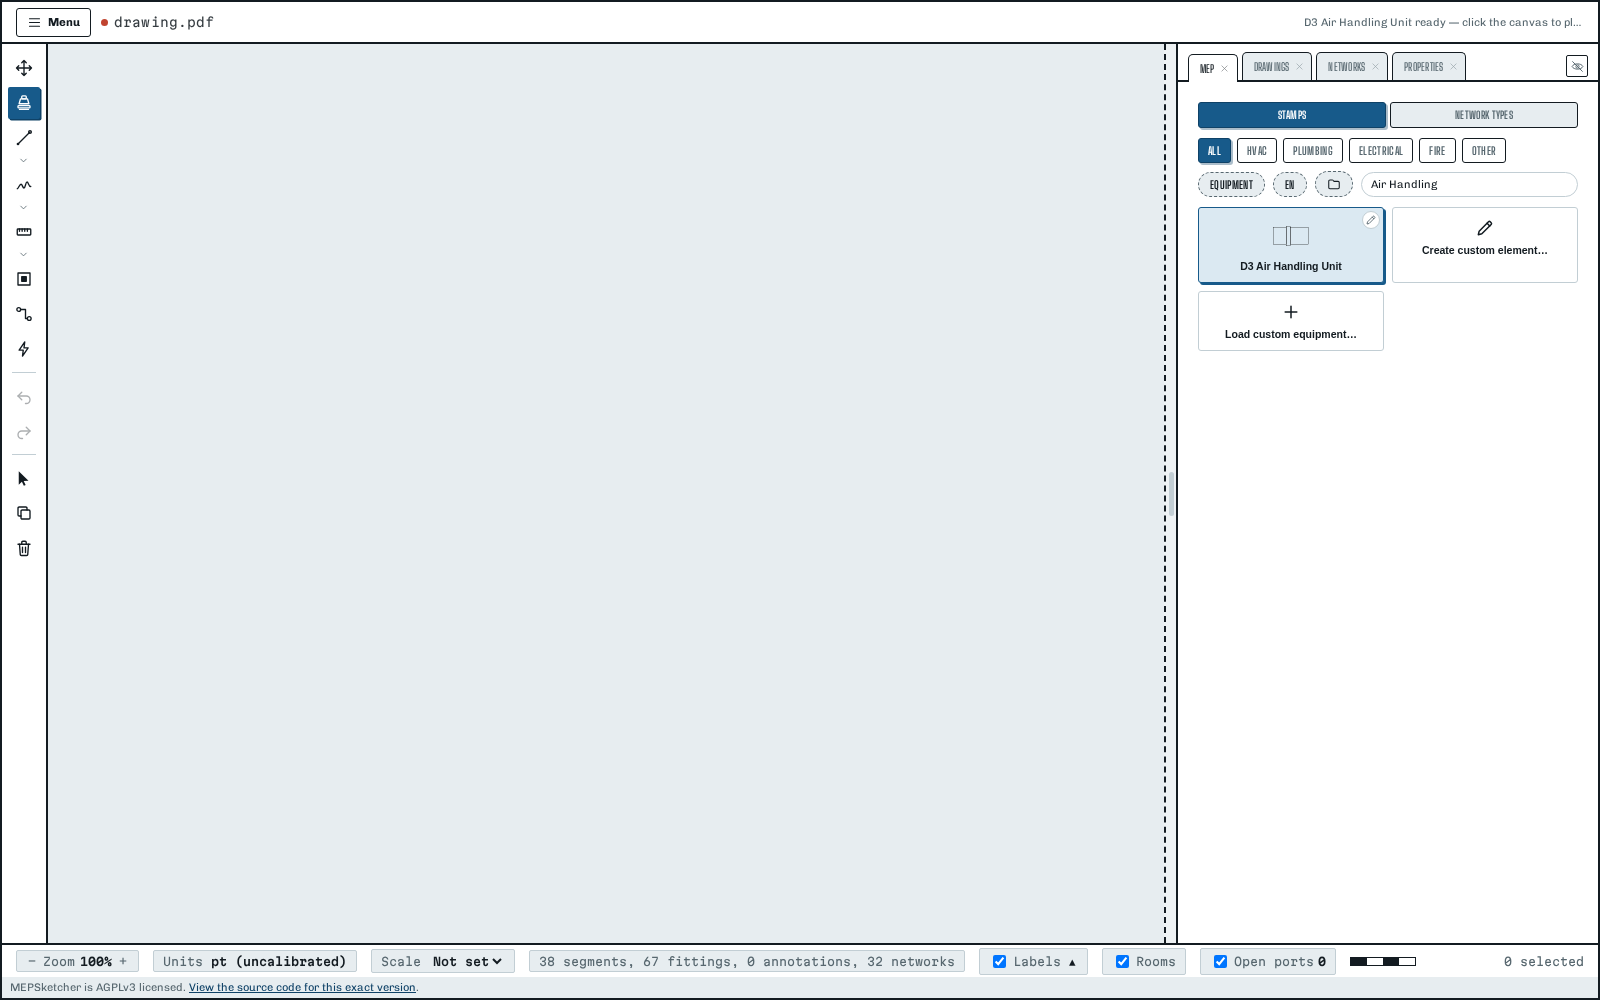 Menu
drawing.pdf
D3 Air Handling Unit ready — click the canvas to pl...
MEP
DRAWINGS
NETWORKS
PROPERTIES
STAMPS
NETWORK TYPES
ALL
HVAC
PLUMBING
ELECTRICAL
FIRE
OTHER
EQUIPMENT
EN
Air Handling
D3 Air Handling Unit
Create custom element...
Load custom equipment...
− Zoom 100% +
Units pt (uncalibrated)
Scale Not set
38 segments, 67 fittings, 0 annotations, 32 networks
Labels ▲
Rooms
Open ports 0
0 selected
MEPSketcher is AGPLv3 licensed. View the source code for this exact version.